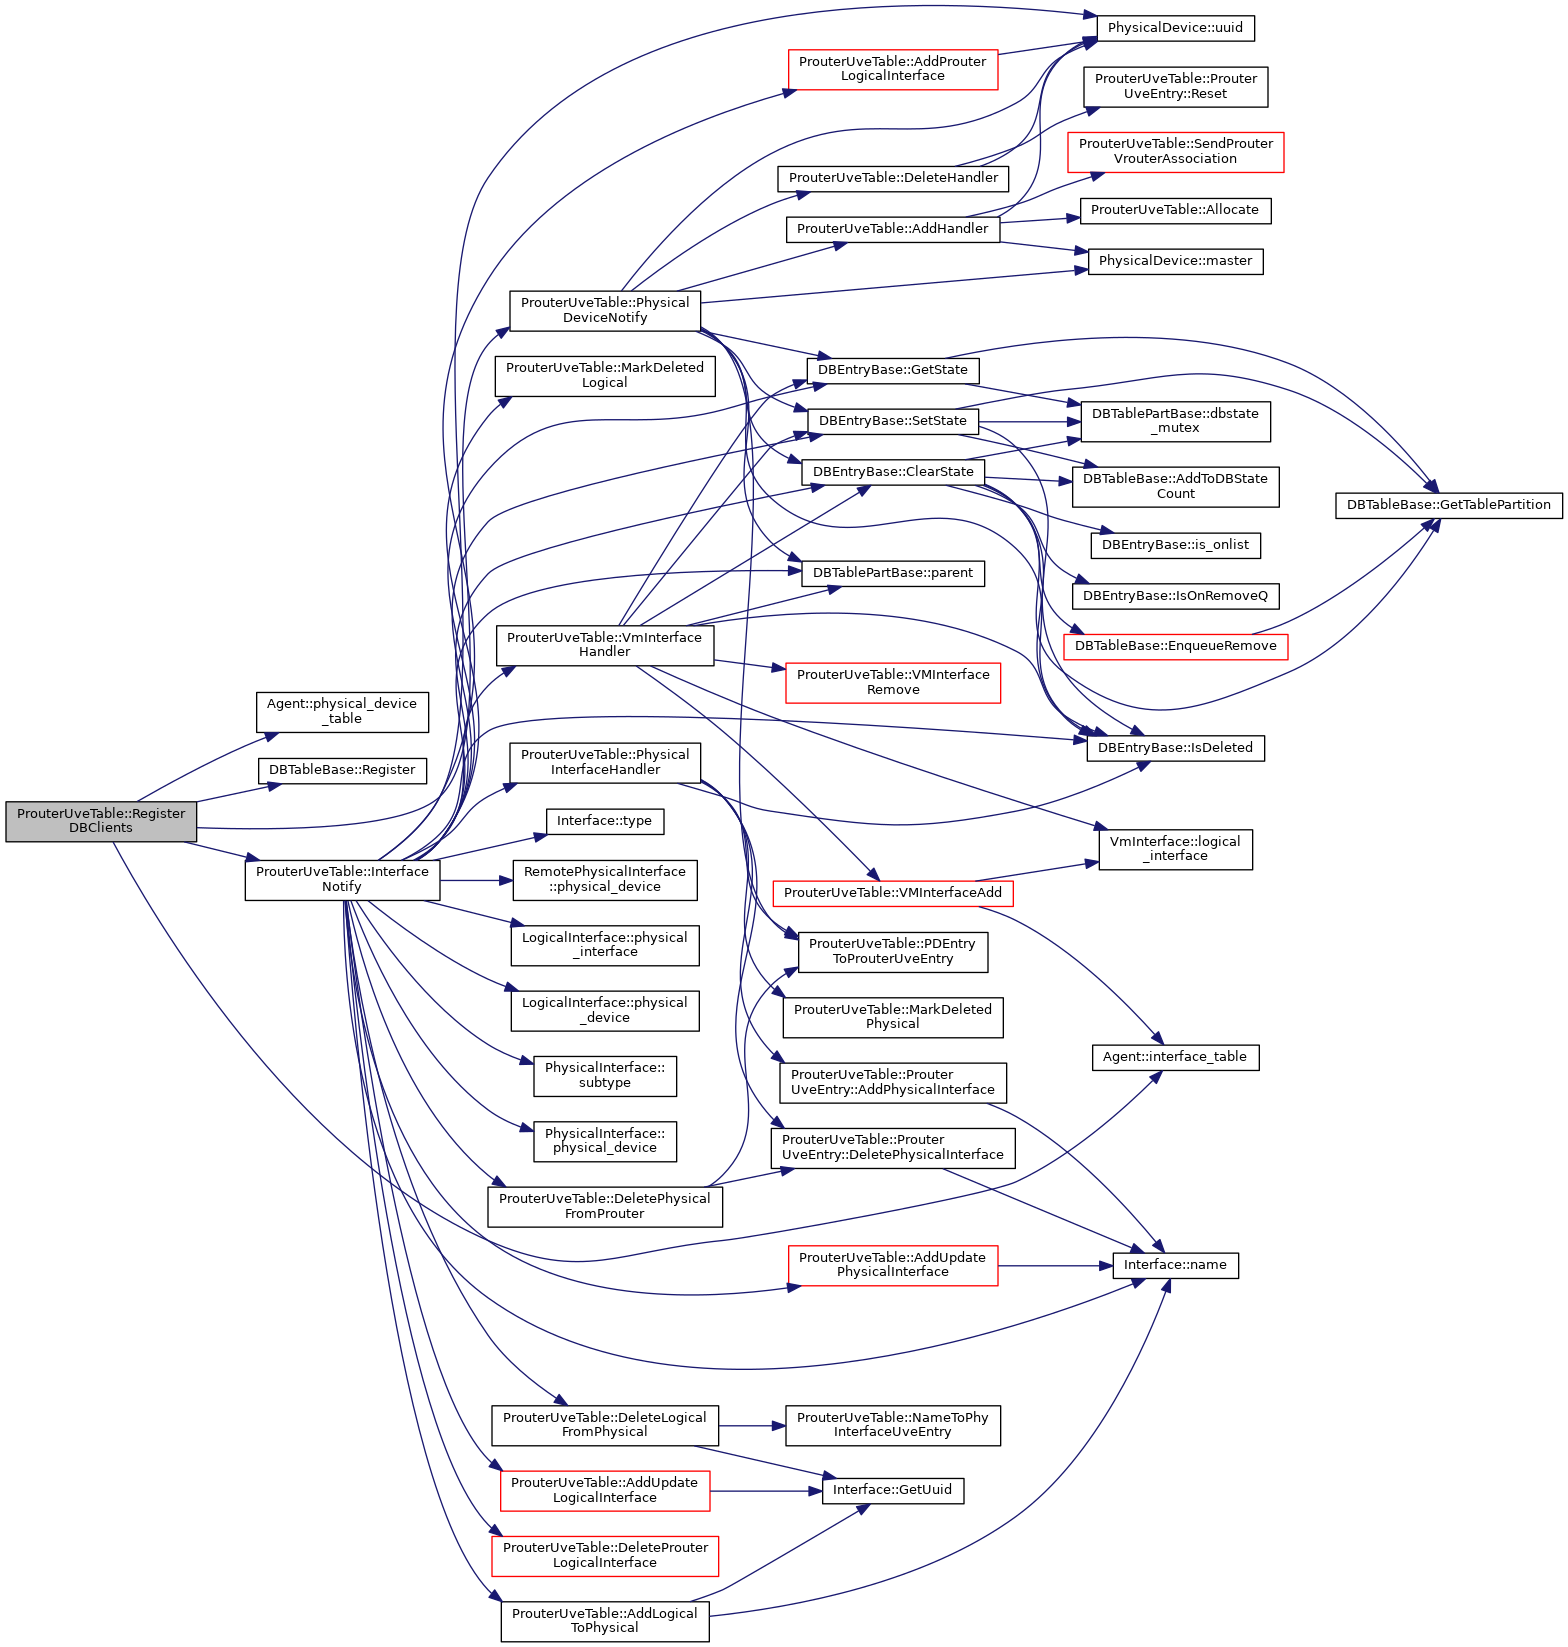 PhysicalDevice::uuid
ProuterUveTable::AddProuter
LogicalInterface
ProuterUveTable::Prouter
UveEntry::Reset
ProuterUveTable::SendProuter
VrouterAssociation
ProuterUveTable::DeleteHandler
ProuterUveTable::Allocate
ProuterUveTable::AddHandler
PhysicalDevice::master
ProuterUveTable::Physical
DeviceNotify
ProuterUveTable::MarkDeleted
Logical
DBEntryBase::GetState
DBEntryBase::SetState
DBTablePartBase::dbstate
_mutex
DBEntryBase::ClearState
DBTableBase::AddToDBState
Count
DBTableBase::GetTablePartition
DBEntryBase::is_onlist
DBTablePartBase::parent
DBEntryBase::IsOnRemoveQ
ProuterUveTable::VmInterface
Handler
DBTableBase::EnqueueRemove
ProuterUveTable::VMInterface
Remove
Agent::physical_device
_table
DBEntryBase::IsDeleted
ProuterUveTable::Physical
InterfaceHandler
DBTableBase::Register
ProuterUveTable::Register
DBClients
Interface::type
VmInterface::logical
_interface
ProuterUveTable::Interface
Notify
RemotePhysicalInterface
::physical_device
ProuterUveTable::VMInterfaceAdd
LogicalInterface::physical
_interface
ProuterUveTable::PDEntry
ToProuterUveEntry
LogicalInterface::physical
_device
ProuterUveTable::MarkDeleted
Physical
Agent::interface_table
PhysicalInterface::
subtype
ProuterUveTable::Prouter
UveEntry::AddPhysicalInterface
PhysicalInterface::
physical_device
ProuterUveTable::Prouter
UveEntry::DeletePhysicalInterface
ProuterUveTable::DeletePhysical
FromProuter
ProuterUveTable::AddUpdate
PhysicalInterface
Interface::name
ProuterUveTable::DeleteLogical
FromPhysical
ProuterUveTable::NameToPhy
InterfaceUveEntry
ProuterUveTable::AddUpdate
LogicalInterface
Interface::GetUuid
ProuterUveTable::DeleteProuter
LogicalInterface
ProuterUveTable::AddLogical
ToPhysical